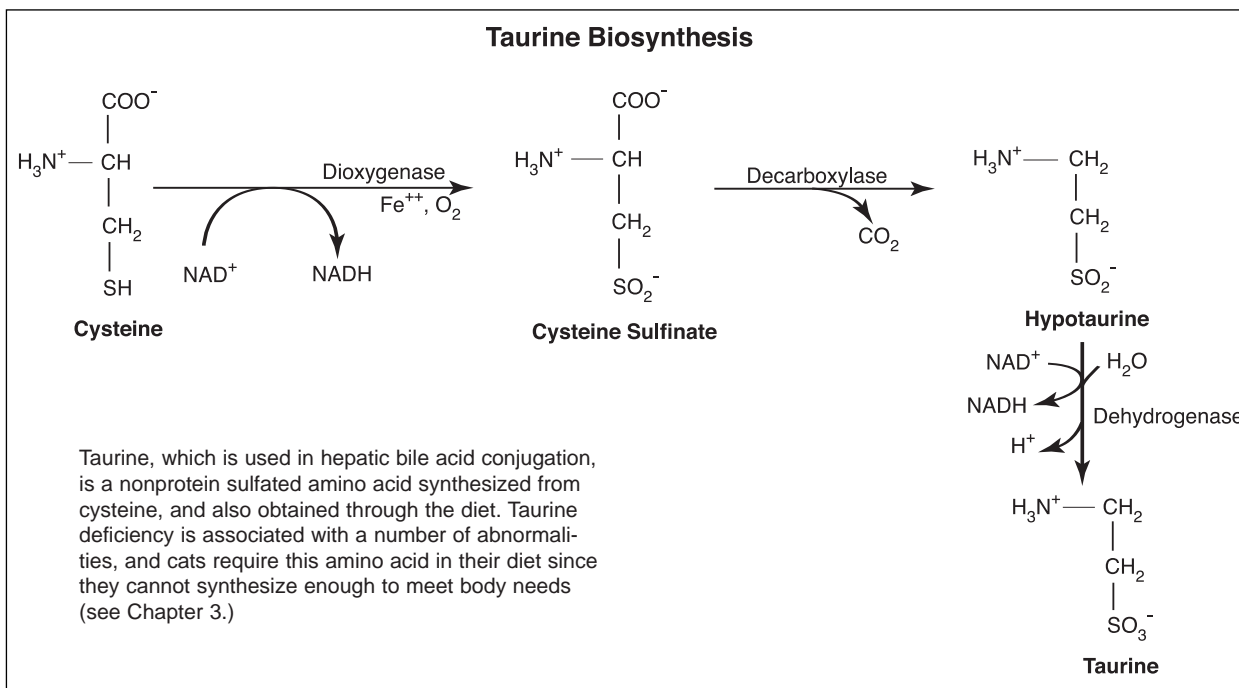 Taurine Biosynthesis
COO⁻
H₃N⁺— CH
CH₂
SH
Cysteine
Dioxygenase
Fe⁺⁺, O₂
NAD⁺
NADH
COO⁻
H₃N⁺ — CH
CH₂
SO₂⁻
Cysteine Sulfinate
Decarboxylase
CO₂
H₃N⁺— CH₂
CH₂
SO₂⁻
Hypotaurine
NAD⁺
H₂O
NADH
Dehydrogenase
H⁺
H₃N⁺— CH₂
CH₂
SO₃⁻
Taurine
Taurine, which is used in hepatic bile acid conjugation,
is a nonprotein sulfated amino acid synthesized from
cysteine, and also obtained through the diet. Taurine
deficiency is associated with a number of abnormali-
ties, and cats require this amino acid in their diet since
they cannot synthesize enough to meet body needs
(see Chapter 3.)